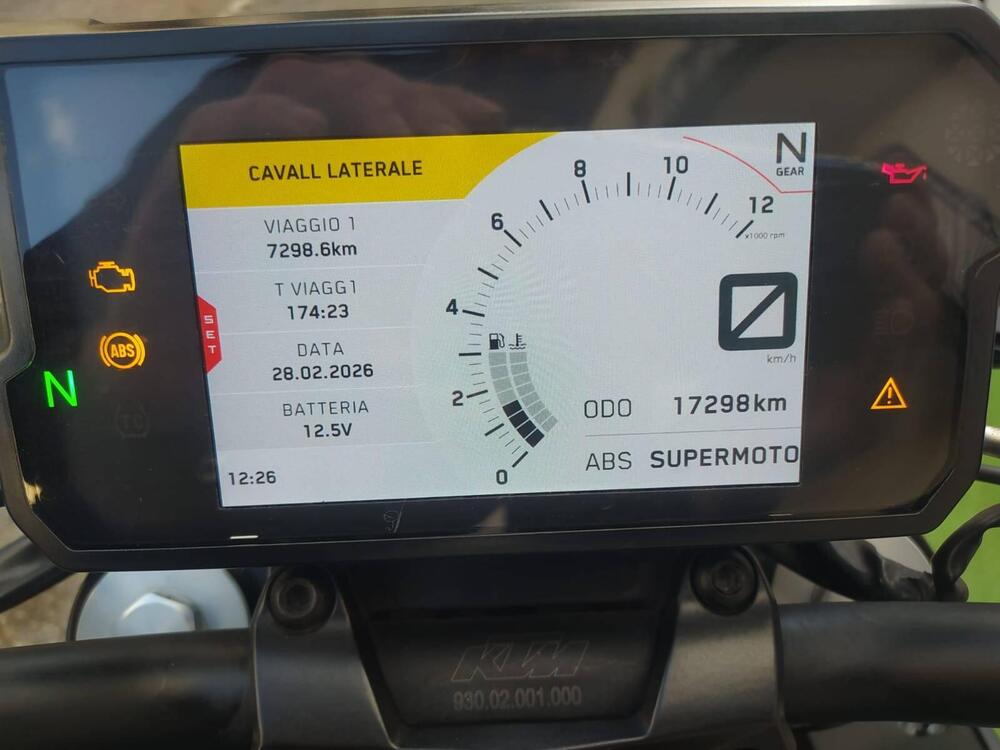 CAVALL LATERALE
VIAGGIO 1
7298.6km
T VIAGG1
174:23
DATA
28.02.2026
BATTERIA
12.5V
12:26
SET
0
2
4
6
8
10
12
x1000 rpm
N
GEAR
0
km/h
ODO 17298km
ABS SUPERMOTO
ABS
N
TC
KTM
930.02.001.000